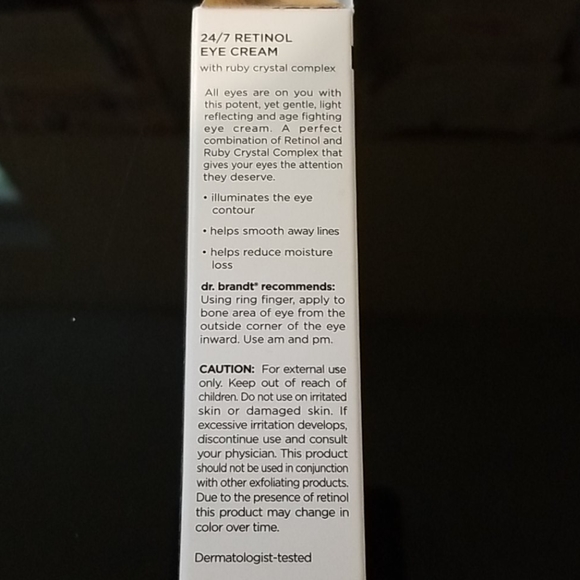 24/7 RETINOL
EYE CREAM
with ruby crystal complex
All eyes are on you with
this potent, yet gentle, light
reflecting and age fighting
eye cream. A perfect
combination of Retinol and
Ruby Crystal Complex that
gives your eyes the attention
they deserve.
• illuminates the eye
contour
• helps smooth away lines
• helps reduce moisture
loss
dr. brandt® recommends:
Using ring finger, apply to
bone area of eye from the
outside corner of the eye
inward. Use am and pm.
CAUTION: For external use
only. Keep out of reach of
children. Do not use on irritated
skin or damaged skin. If
excessive irritation develops,
discontinue use and consult
your physician. This product
should not be used in conjunction
with other exfoliating products.
Due to the presence of retinol
this product may change in
color over time.
Dermatologist-tested